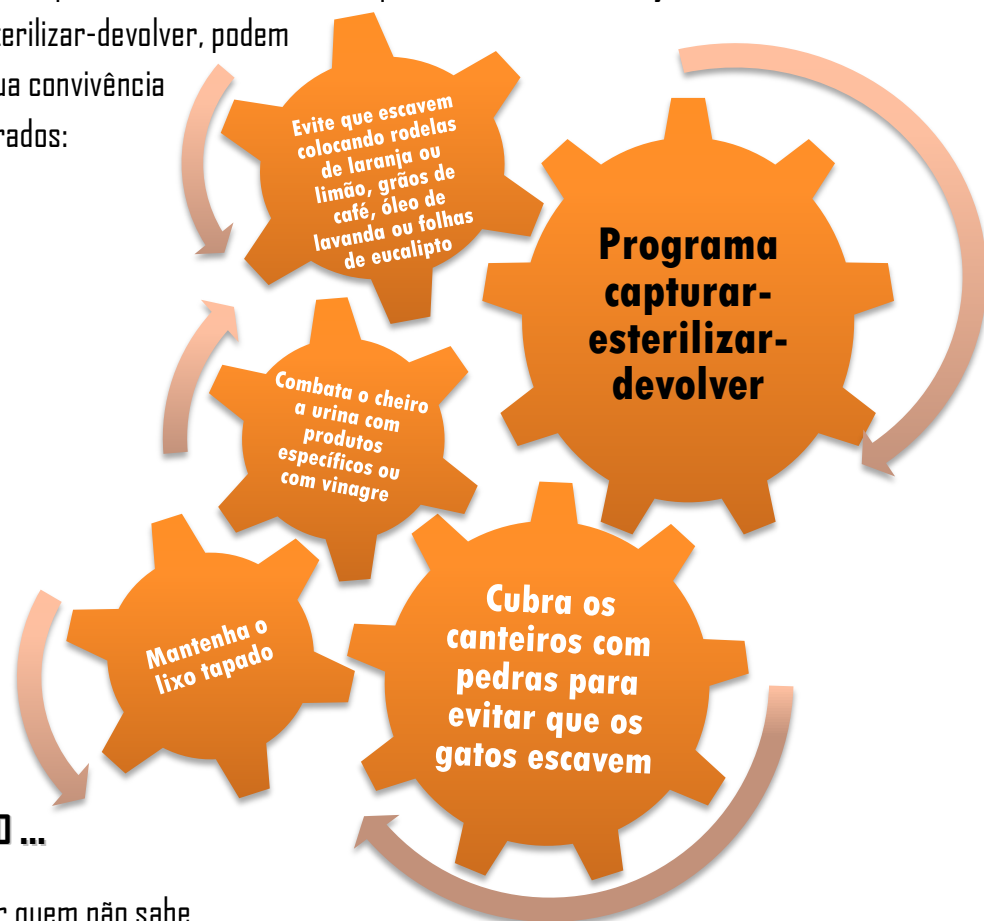 terilizar-devolver, podem
ua convivência
rados:
Evite que escavem
colocando rodelas
de laranja ou
limão, grãos de
café, óleo de
lavanda ou folhas
de eucalipto
Programa
capturar-
esterilizar-
devolver
Combata o cheiro
a urina com
produtos
específicos ou
com vinagre
Mantenha o
lixo tapado
Cubra os
canteiros com
pedras para
evitar que os
gatos escavem
O ...
r quem não sabe